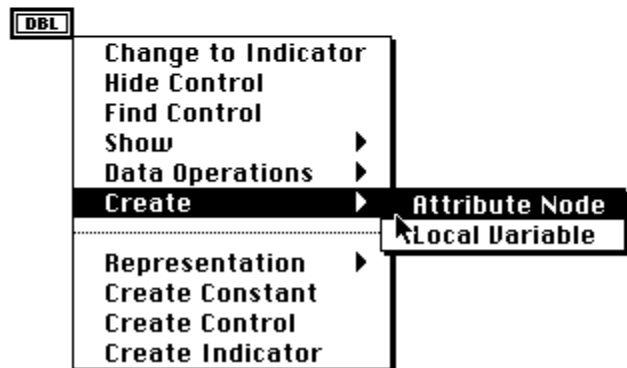 DBL
Change to Indicator
Hide Control
Find Control
Show
Data Operations
Create
Attribute Node
Local Variable
Representation
Create Constant
Create Control
Create Indicator